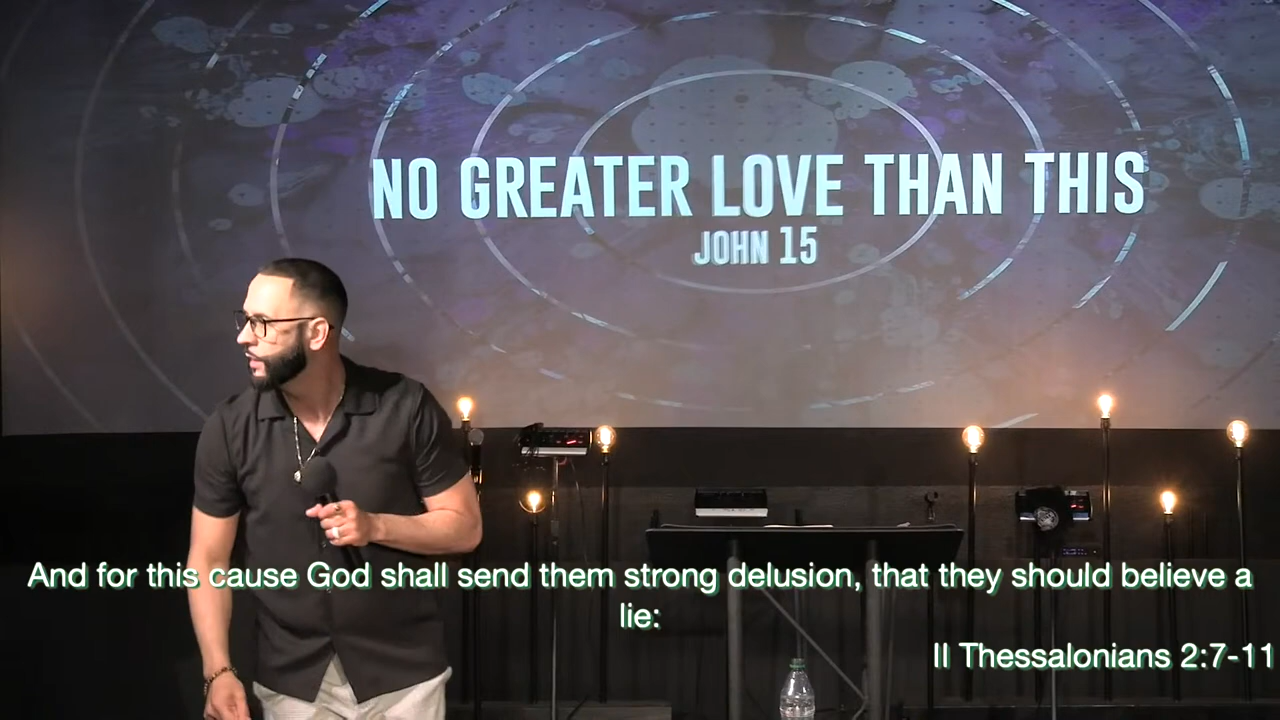 NO GREATER LOVE THAN THIS
JOHN 15
And for this cause God shall send them strong delusion, that they should believe a
lie:
II Thessalonians 2:7-11